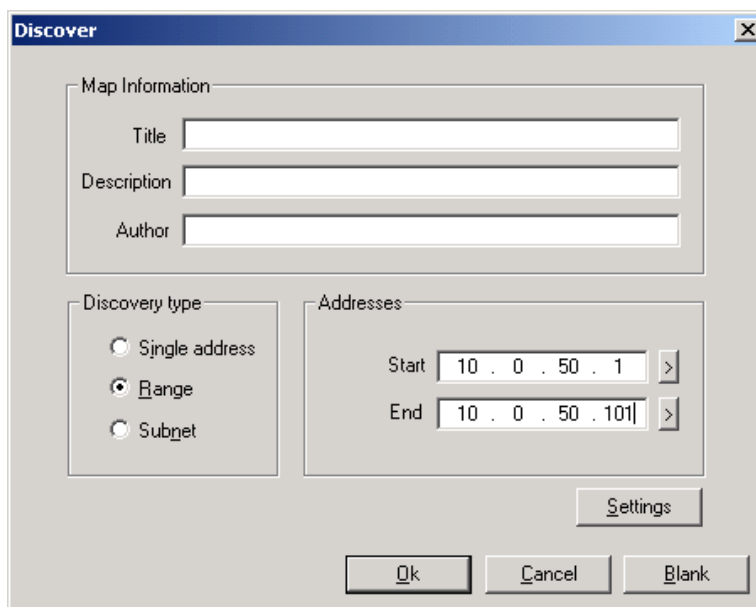 Discover
Map Information
Title
Description
Author
Discovery type
Single address
Range
Subnet
Addresses
Start 10 . 0 . 50 . 1 >
End 10 . 0 . 50 . 101 >
Settings
Ok Cancel Blank